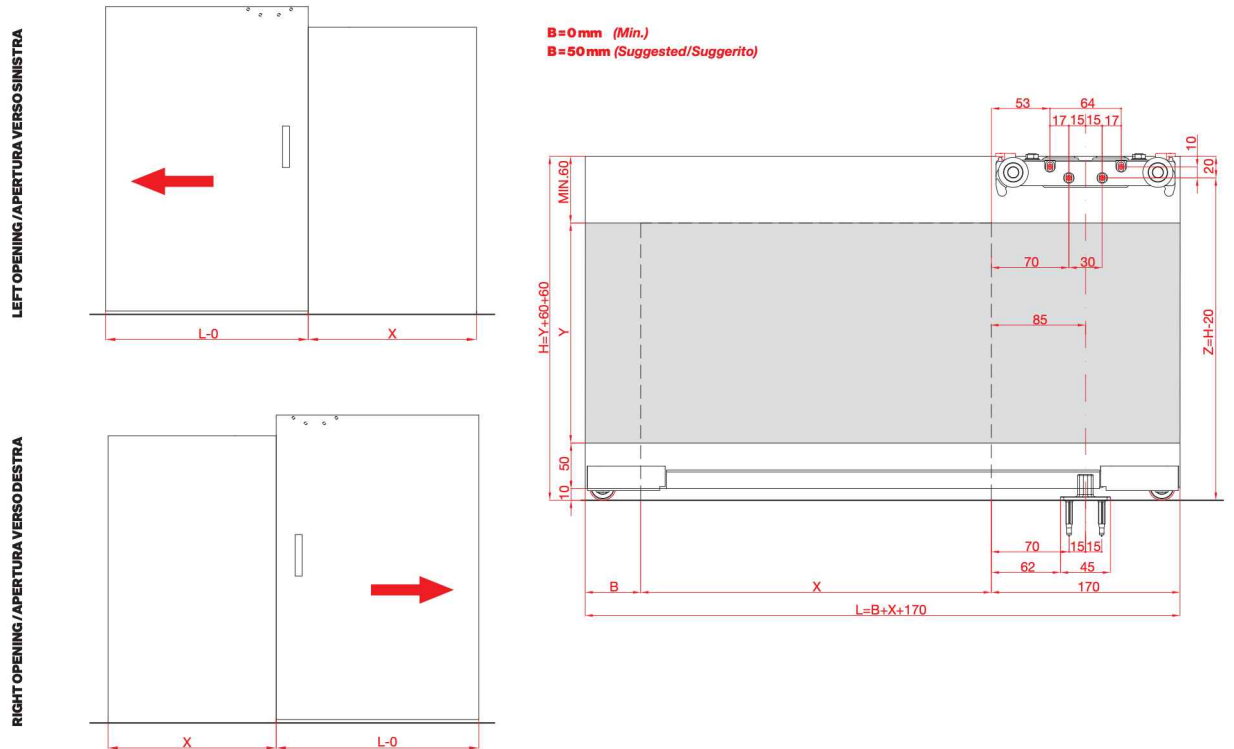 LEFT OPENING / APERTURA VERSO SINISTRA
L-0
X
RIGHT OPENING / APERTURA VERSO DESTRA
X
L-0
B=0mm (Min.)
B=50mm (Suggested/Suggerito)
53
64
17
15
15
17
10
20
MIN.60
70
30
85
H=Y+60+60
Y
Z=H-20
50
10
70
15
15
62
45
B
X
170
L=B+X+170